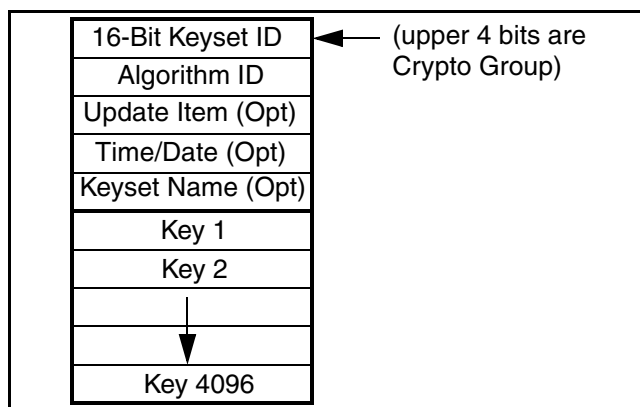 16-Bit Keyset ID
(upper 4 bits are
Crypto Group)
Algorithm ID
Update Item (Opt)
Time/Date (Opt)
Keyset Name (Opt)
Key 1
Key 2
Key 4096